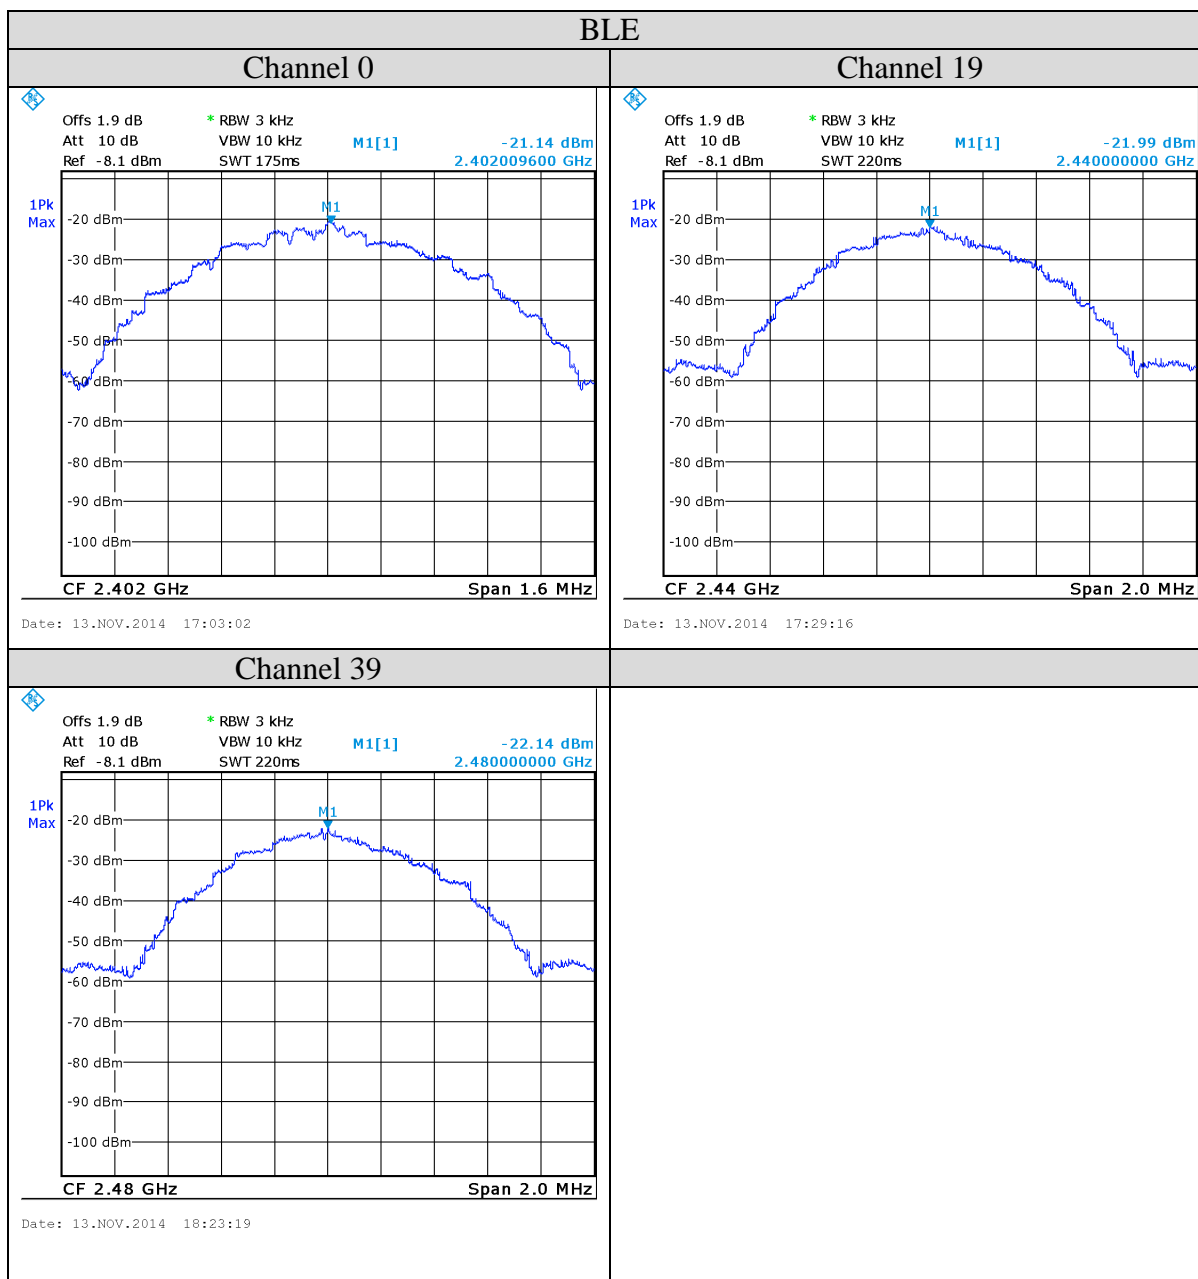 BLE
Channel 0
Channel 19
Offs 1.9 dB * RBW 3 kHz
Att 10 dB VBW 10 kHz M1[1] -21.14 dBm
Ref -8.1 dBm SWT 175ms 2.402009600 GHz
1Pk
Max
M1
-20 dBm
-30 dBm
-40 dBm
-50 dBm
-60 dBm
-70 dBm
-80 dBm
-90 dBm
-100 dBm
CF 2.402 GHz Span 1.6 MHz
Date: 13.NOV.2014 17:03:02
Offs 1.9 dB * RBW 3 kHz
Att 10 dB VBW 10 kHz M1[1] -21.99 dBm
Ref -8.1 dBm SWT 220ms 2.440000000 GHz
1Pk
Max
M1
-20 dBm
-30 dBm
-40 dBm
-50 dBm
-60 dBm
-70 dBm
-80 dBm
-90 dBm
-100 dBm
CF 2.44 GHz Span 2.0 MHz
Date: 13.NOV.2014 17:29:16
Channel 39
Offs 1.9 dB * RBW 3 kHz
Att 10 dB VBW 10 kHz M1[1] -22.14 dBm
Ref -8.1 dBm SWT 220ms 2.480000000 GHz
1Pk
Max
M1
-20 dBm
-30 dBm
-40 dBm
-50 dBm
-60 dBm
-70 dBm
-80 dBm
-90 dBm
-100 dBm
CF 2.48 GHz Span 2.0 MHz
Date: 13.NOV.2014 18:23:19